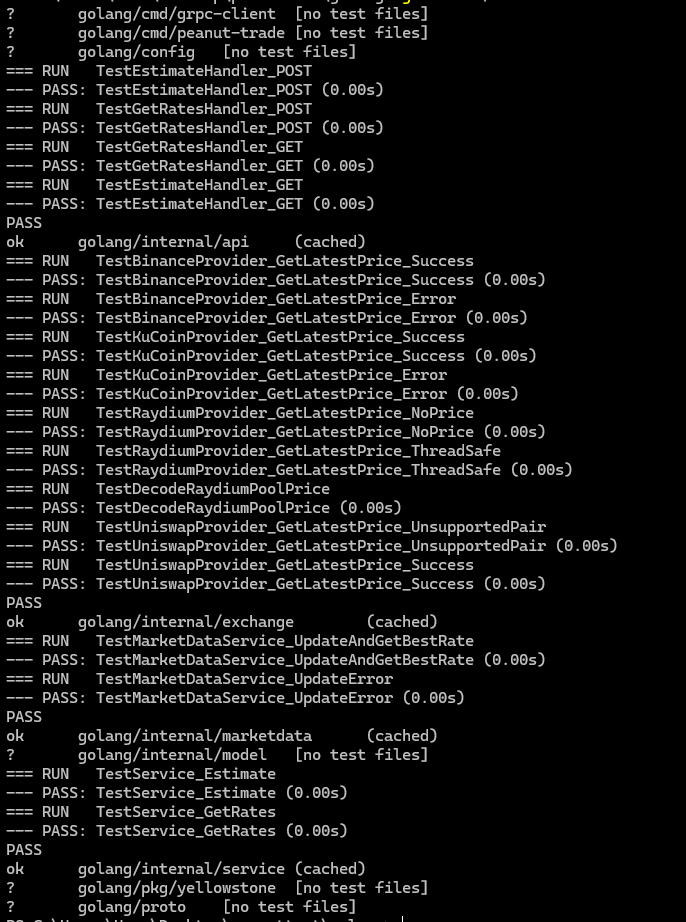 ?       golang/cmd/grpc-client  [no test files]
?       golang/cmd/peanut-trade [no test files]
?       golang/config   [no test files]
=== RUN   TestEstimateHandler_POST
--- PASS: TestEstimateHandler_POST (0.00s)
=== RUN   TestGetRatesHandler_POST
--- PASS: TestGetRatesHandler_POST (0.00s)
=== RUN   TestGetRatesHandler_GET
--- PASS: TestGetRatesHandler_GET (0.00s)
=== RUN   TestEstimateHandler_GET
--- PASS: TestEstimateHandler_GET (0.00s)
PASS
ok      golang/internal/api     (cached)
=== RUN   TestBinanceProvider_GetLatestPrice_Success
--- PASS: TestBinanceProvider_GetLatestPrice_Success (0.00s)
=== RUN   TestBinanceProvider_GetLatestPrice_Error
--- PASS: TestBinanceProvider_GetLatestPrice_Error (0.00s)
=== RUN   TestKuCoinProvider_GetLatestPrice_Success
--- PASS: TestKuCoinProvider_GetLatestPrice_Success (0.00s)
=== RUN   TestKuCoinProvider_GetLatestPrice_Error
--- PASS: TestKuCoinProvider_GetLatestPrice_Error (0.00s)
=== RUN   TestRaydiumProvider_GetLatestPrice_NoPrice
--- PASS: TestRaydiumProvider_GetLatestPrice_NoPrice (0.00s)
=== RUN   TestRaydiumProvider_GetLatestPrice_ThreadSafe
--- PASS: TestRaydiumProvider_GetLatestPrice_ThreadSafe (0.00s)
=== RUN   TestDecodeRaydiumPoolPrice
--- PASS: TestDecodeRaydiumPoolPrice (0.00s)
=== RUN   TestUniswapProvider_GetLatestPrice_UnsupportedPair
--- PASS: TestUniswapProvider_GetLatestPrice_UnsupportedPair (0.00s)
=== RUN   TestUniswapProvider_GetLatestPrice_Success
--- PASS: TestUniswapProvider_GetLatestPrice_Success (0.00s)
PASS
ok      golang/internal/exchange        (cached)
=== RUN   TestMarketDataService_UpdateAndGetBestRate
--- PASS: TestMarketDataService_UpdateAndGetBestRate (0.00s)
=== RUN   TestMarketDataService_UpdateError
--- PASS: TestMarketDataService_UpdateError (0.00s)
PASS
ok      golang/internal/marketdata      (cached)
?       golang/internal/model   [no test files]
=== RUN   TestService_Estimate
--- PASS: TestService_Estimate (0.00s)
=== RUN   TestService_GetRates
--- PASS: TestService_GetRates (0.00s)
PASS
ok      golang/internal/service (cached)
?       golang/pkg/yellowstone  [no test files]
?       golang/proto    [no test files]